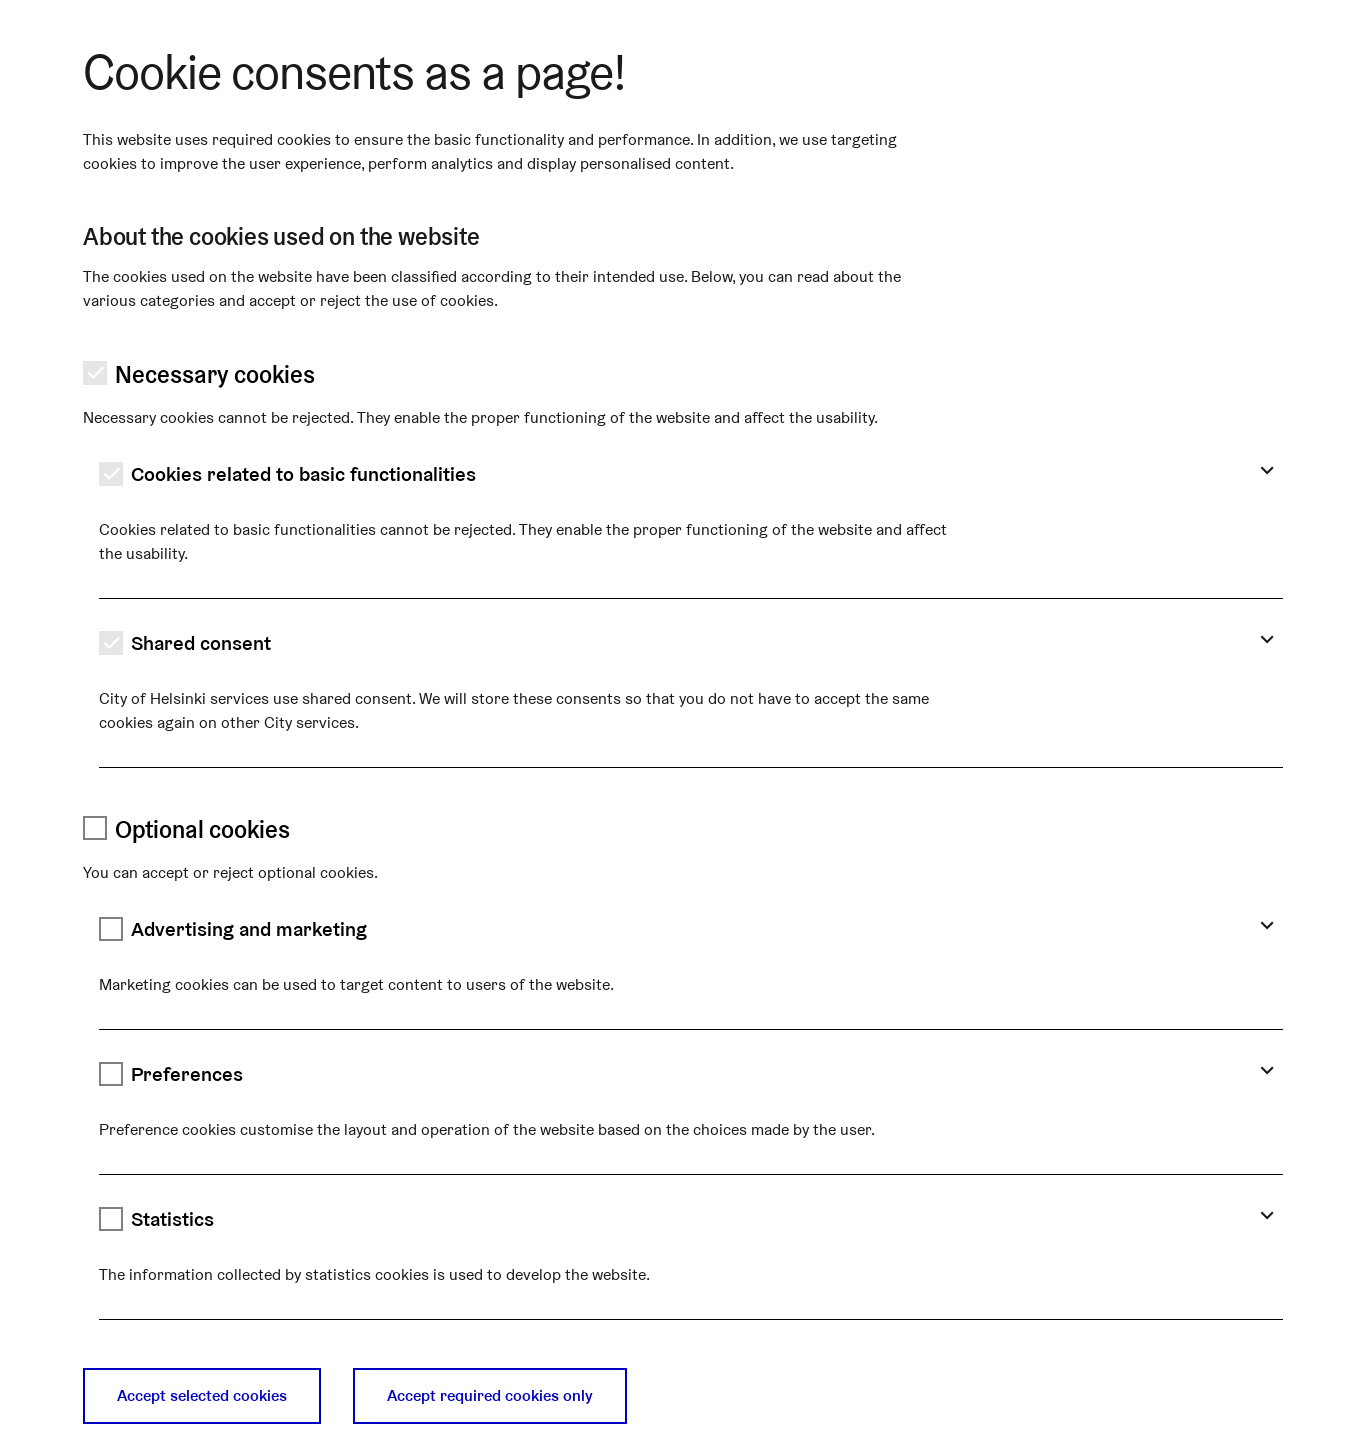 Cookie consents as a page!
This website uses required cookies to ensure the basic functionality and performance. In addition, we use targeting
cookies to improve the user experience, perform analytics and display personalised content.
About the cookies used on the website
The cookies used on the website have been classified according to their intended use. Below, you can read about the
various categories and accept or reject the use of cookies.
Necessary cookies
Necessary cookies cannot be rejected. They enable the proper functioning of the website and affect the usability.
Cookies related to basic functionalities
Cookies related to basic functionalities cannot be rejected. They enable the proper functioning of the website and affect
the usability.
Shared consent
City of Helsinki services use shared consent. We will store these consents so that you do not have to accept the same
cookies again on other City services.
Optional cookies
You can accept or reject optional cookies.
Advertising and marketing
Marketing cookies can be used to target content to users of the website.
Preferences
Preference cookies customise the layout and operation of the website based on the choices made by the user.
Statistics
The information collected by statistics cookies is used to develop the website.
Accept selected cookies
Accept required cookies only